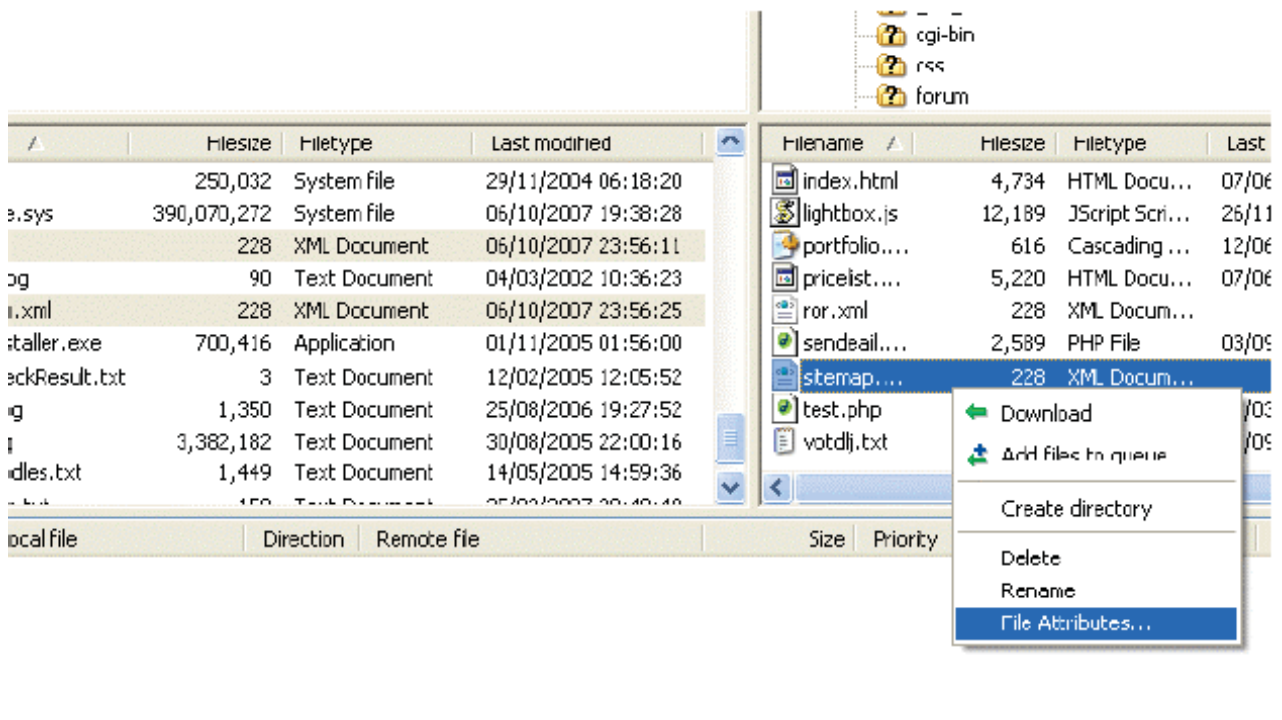 cgi-bin
css
forum
Filesize Filetype Last modified
250,032 System file 29/11/2004 06:18:20
e.sys 390,070,272 System file 06/10/2007 19:38:28
228 XML Document 06/10/2007 23:56:11
og 90 Text Document 04/03/2002 10:36:23
.xml 228 XML Document 06/10/2007 23:56:25
staller.exe 700,416 Application 01/11/2005 01:56:00
eckResult.txt 3 Text Document 12/02/2005 12:05:52
g 1,350 Text Document 25/08/2006 19:27:52
3,382,182 Text Document 30/08/2005 22:00:16
odles.txt 1,449 Text Document 14/05/2005 14:59:36
Filename Filesize Filetype Last
index.html 4,734 HTML Docu... 07/06
lightbox.js 12,189 JScript Scri... 26/11
portfolio.... 616 Cascading ... 12/06
pricelist.... 5,220 HTML Docu... 07/06
ror.xml 228 XML Docum...
sendeail.... 2,589 PHP File 03/09
sitemap.... 228 XML Docum...
test.php /03
votdlj.txt /09
Download
Add files to queue
Create directory
Delete
Rename
File Attributes...
ocal file Direction Remote file Size Priority